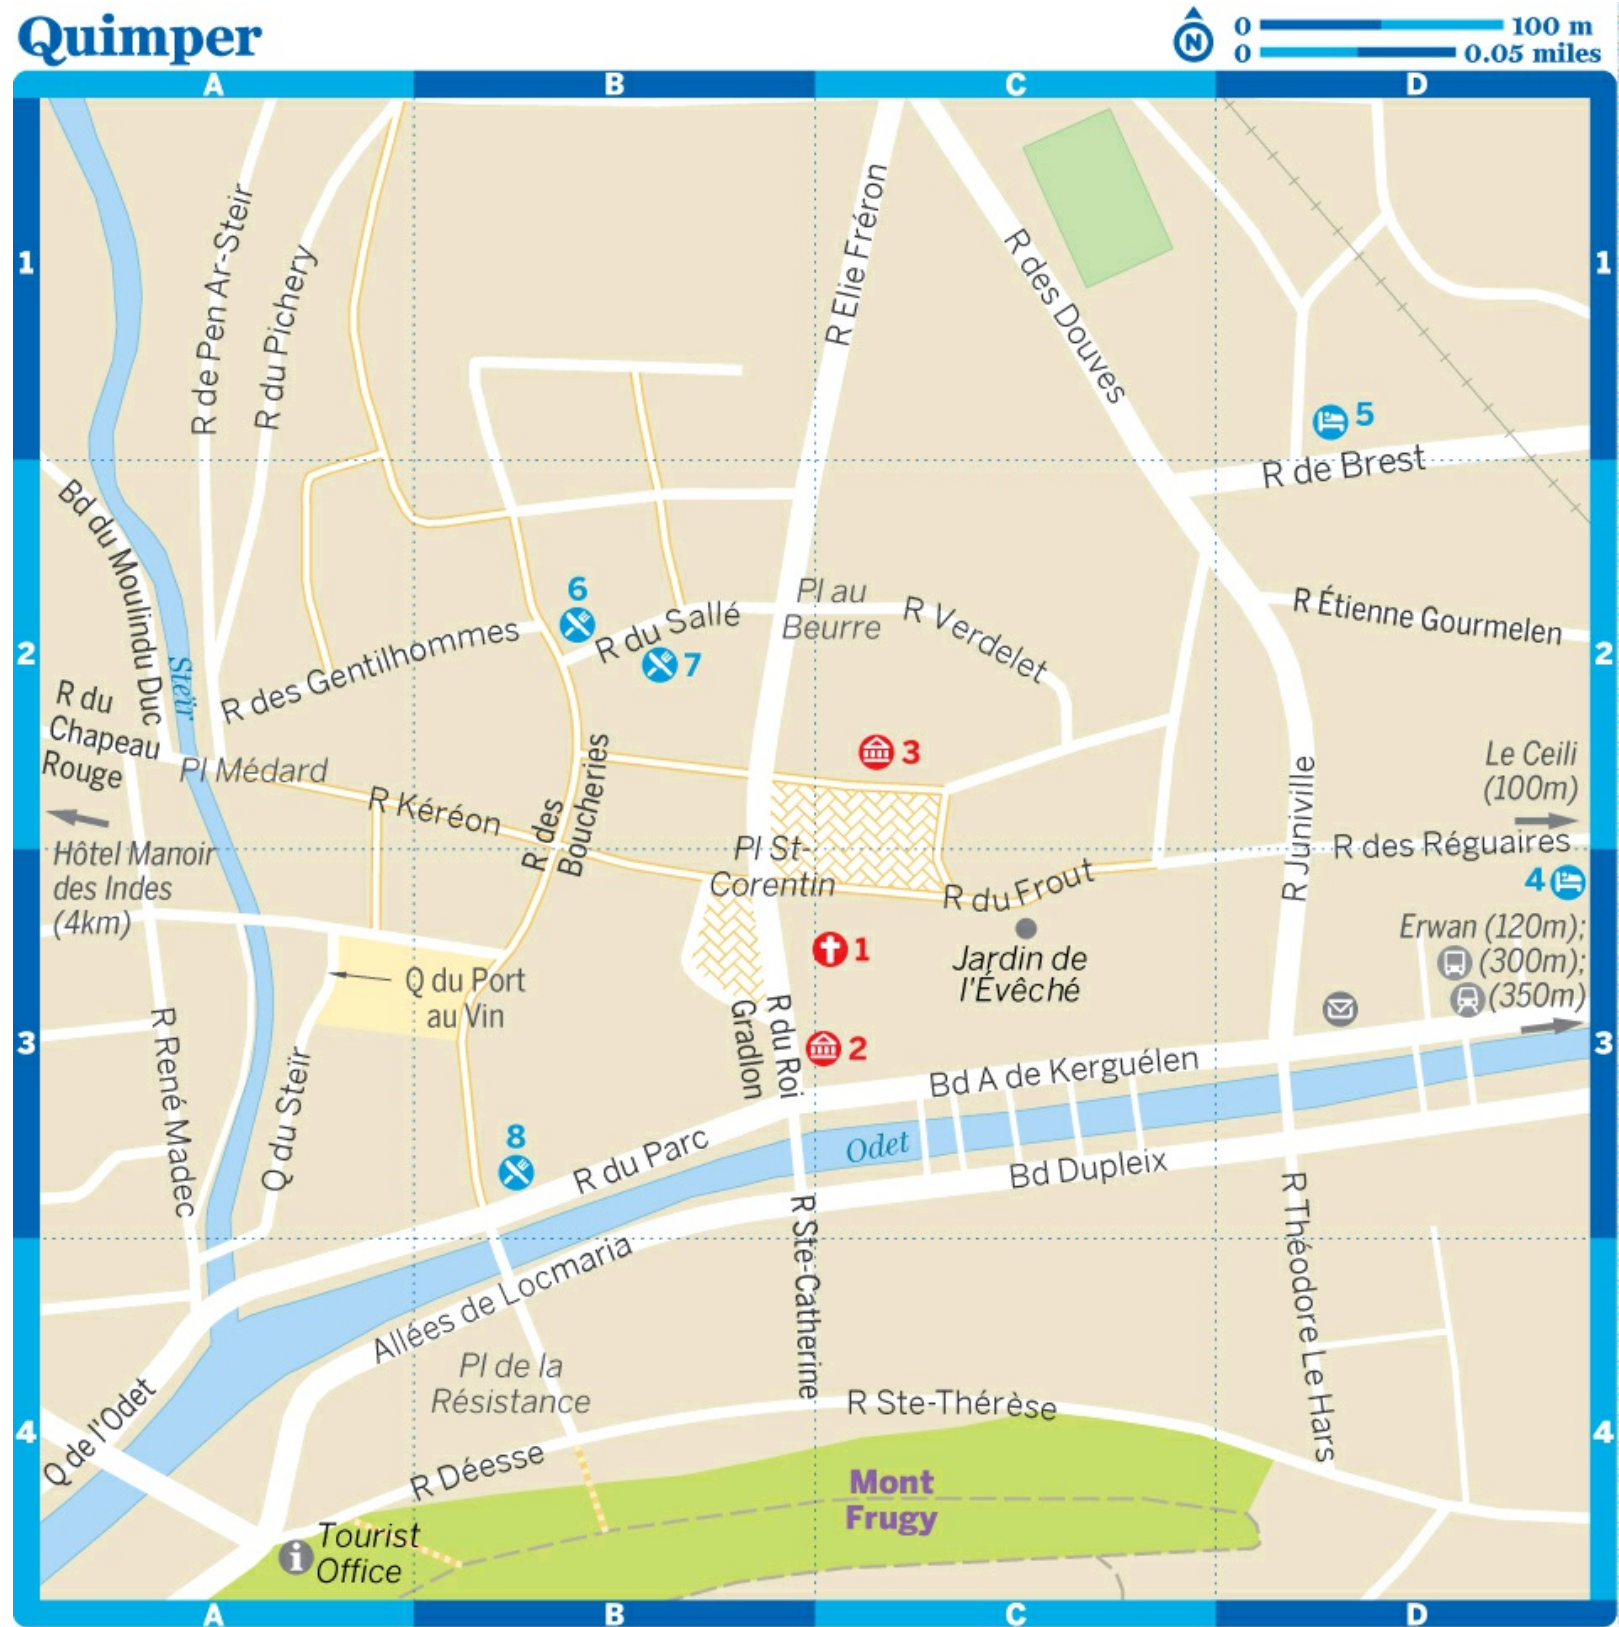 Quimper
N
0 100 m
0 0.05 miles
A B C D
1
1
R de Pen Ar-Steir
R du Pichery
R Elie Fréron
R des Douves
5
R de Brest
Bd du Moulindu Duc
2
2
Steïr
R des Gentilhommes
6
R du Sallé
7
Pl au
Beurre
R Verdelet
R Étienne Gourmelen
R du
Chapeau
Rouge
Pl Médard
R Kéréon
R des
Boucheries
3
R Juniville
Le Ceili
(100m)
Hôtel Manoir
des Indes
(4km)
Pl St-
Corentin
R du Frout
R des Réguaires
4
Jardin de
l'Évêché
1
Erwan (120m);
(300m);
(350m)
Q du Port
au Vin
3
3
R René Madec
Q du Steïr
R du Roi
Gradlon
2
Bd A de Kerguélen
8
R du Parc
Odet
Bd Dupleix
Allées de Locmaria
R Ste-Catherine
R Théodore Le Hars
Pl de la
Résistance
4
4
Q de l'Odet
R Déesse
R Ste-Thérèse
Mont
Frugy
i
Tourist
Office
A B C D